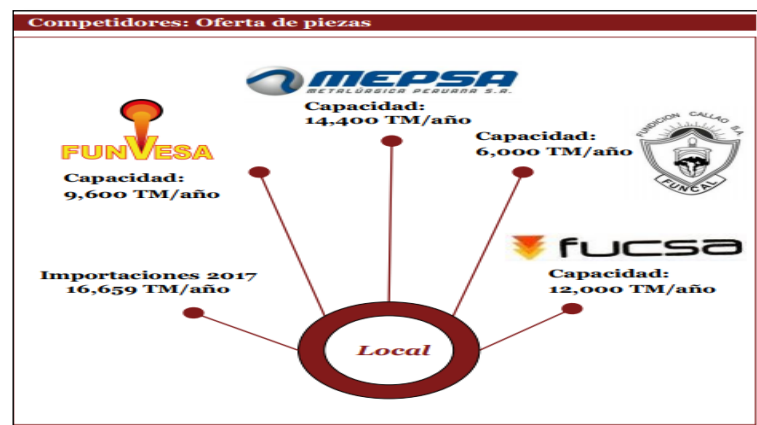 Competidores: Oferta de piezas
MEPSA
METALÚRGICA PERUANA S.A.
Capacidad:
14,400 TM/año
FUNVESA
Capacidad:
9,600 TM/año
Capacidad:
6,000 TM/año
FUNDICION CALLAO S A
FUNCAL
fucsa
Capacidad:
12,000 TM/año
Importaciones 2017
16,659 TM/año
Local